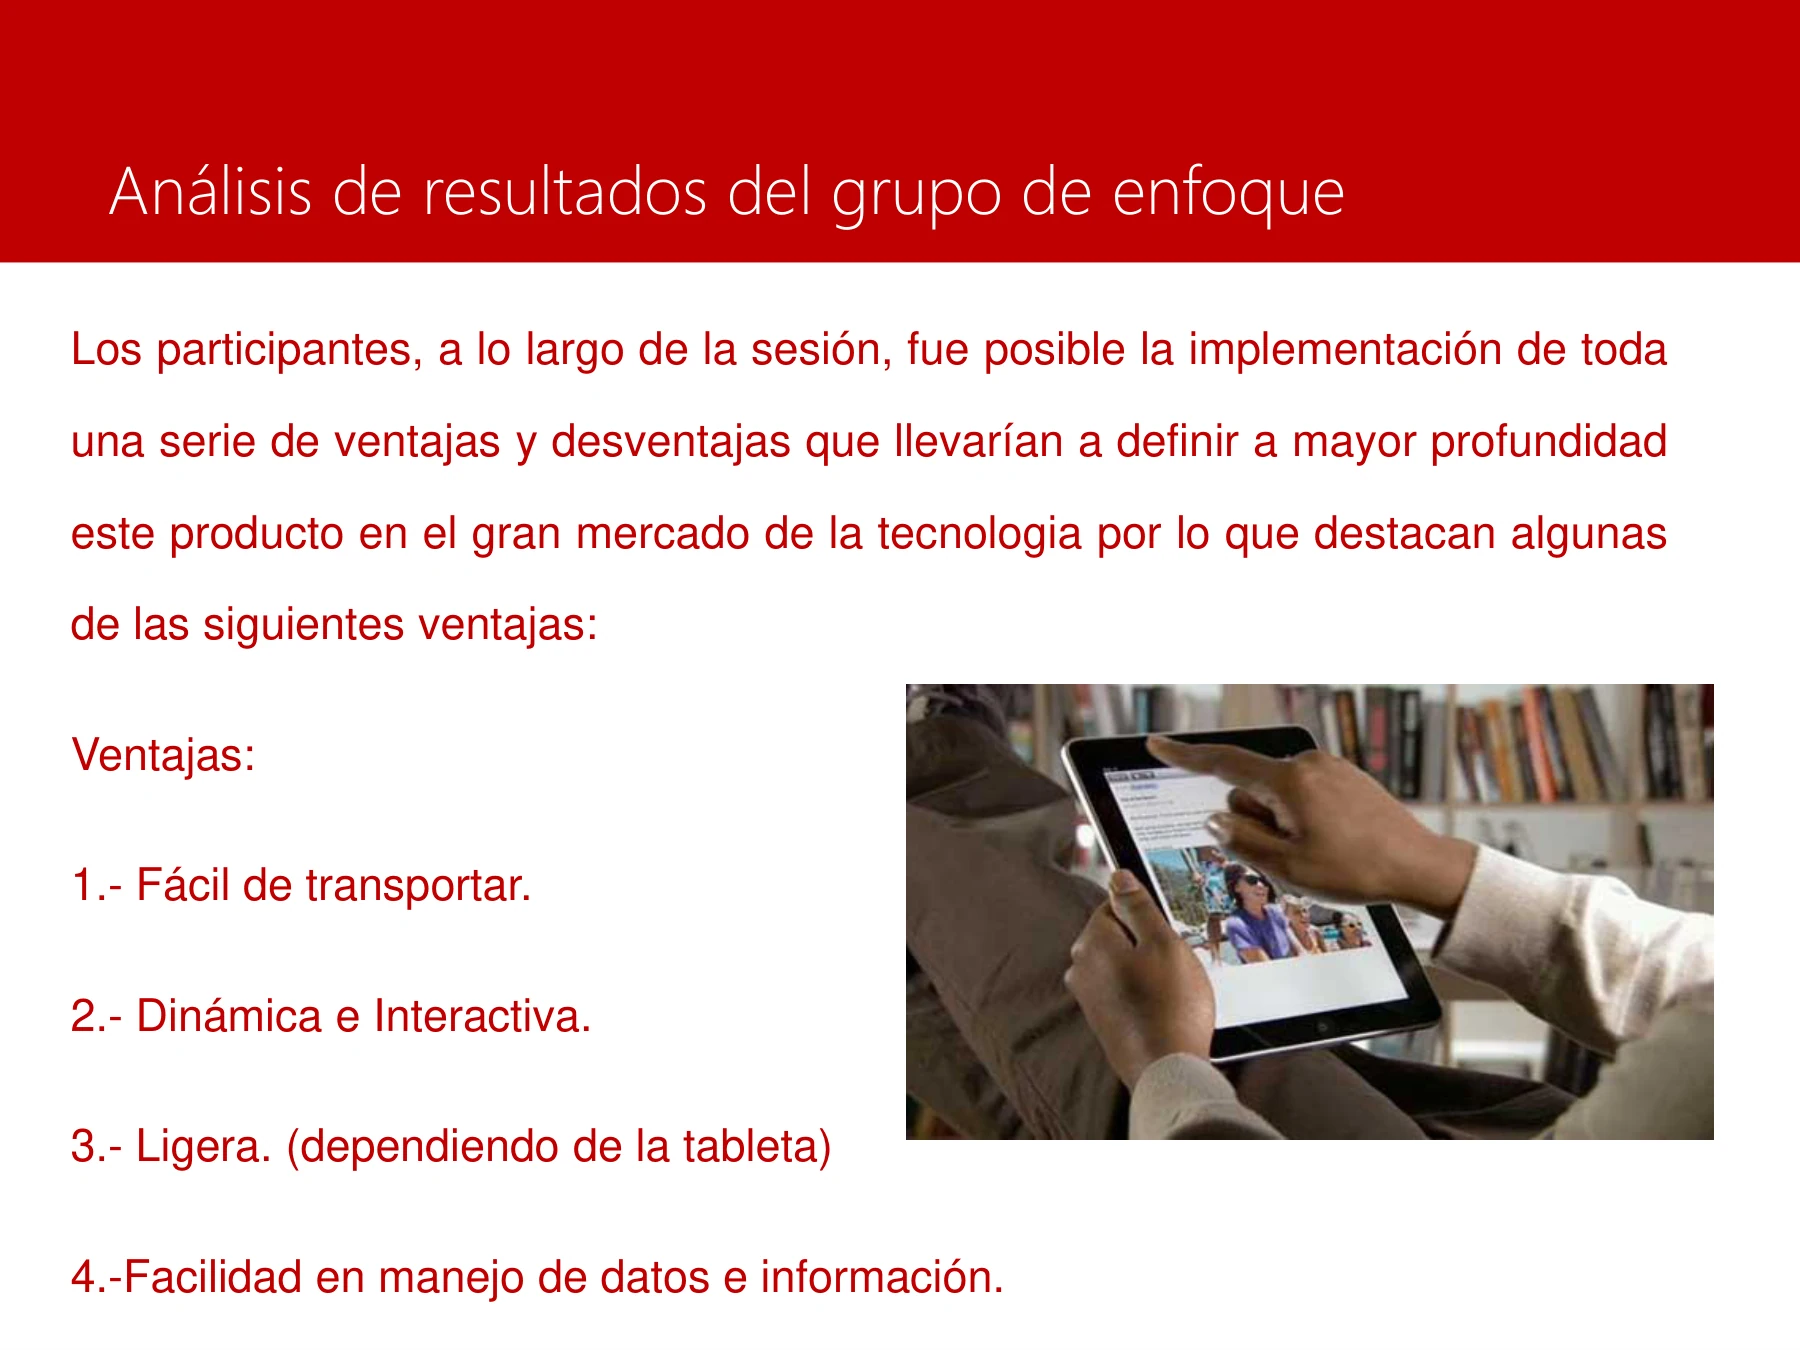 Análisis de resultados del grupo de enfoque
Los participantes, a lo largo de la sesión, fue posible la implementación de toda
una serie de ventajas y desventajas que llevarían a definir a mayor profundidad
este producto en el gran mercado de la tecnologia por lo que destacan algunas
de las siguientes ventajas:
Ventajas:
1.- Fácil de transportar.
2.- Dinámica e Interactiva.
3.- Ligera. (dependiendo de la tableta)
4.-Facilidad en manejo de datos e información.